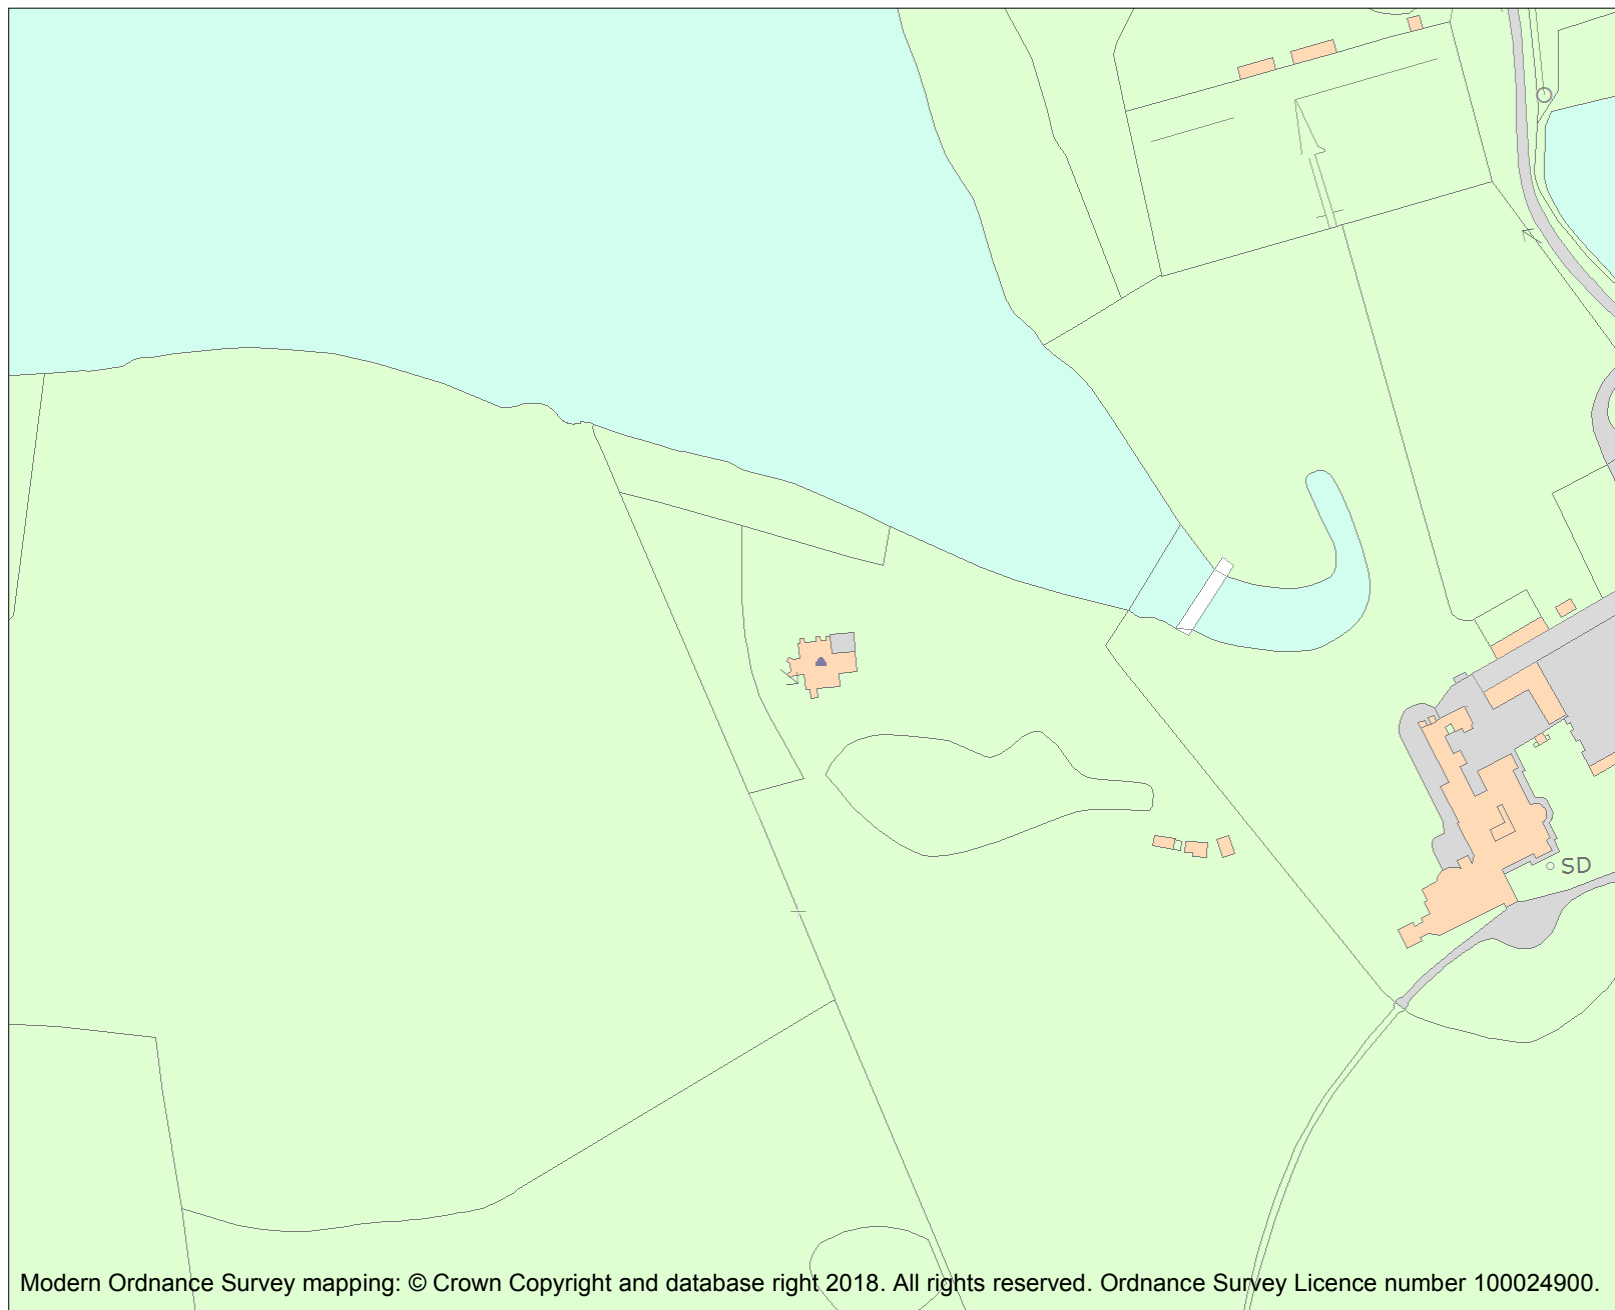 SD
Modern Ordnance Survey mapping: © Crown Copyright and database right 2018. All rights reserved. Ordnance Survey Licence number 100024900.